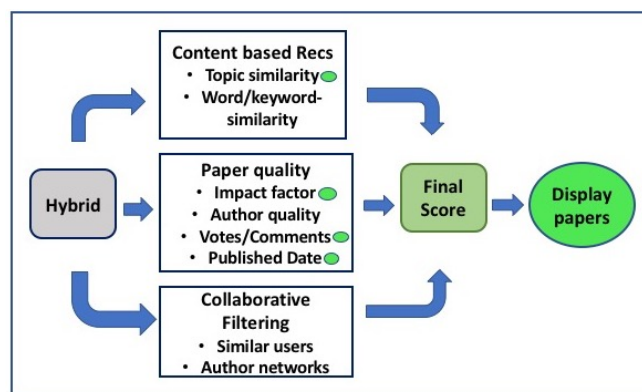 Content based Recs
• Topic similarity
• Word/keyword-
similarity
Hybrid
Paper quality
• Impact factor
• Author quality
• Votes/Comments
• Published Date
Final
Score
Display
papers
Collaborative
Filtering
• Similar users
• Author networks